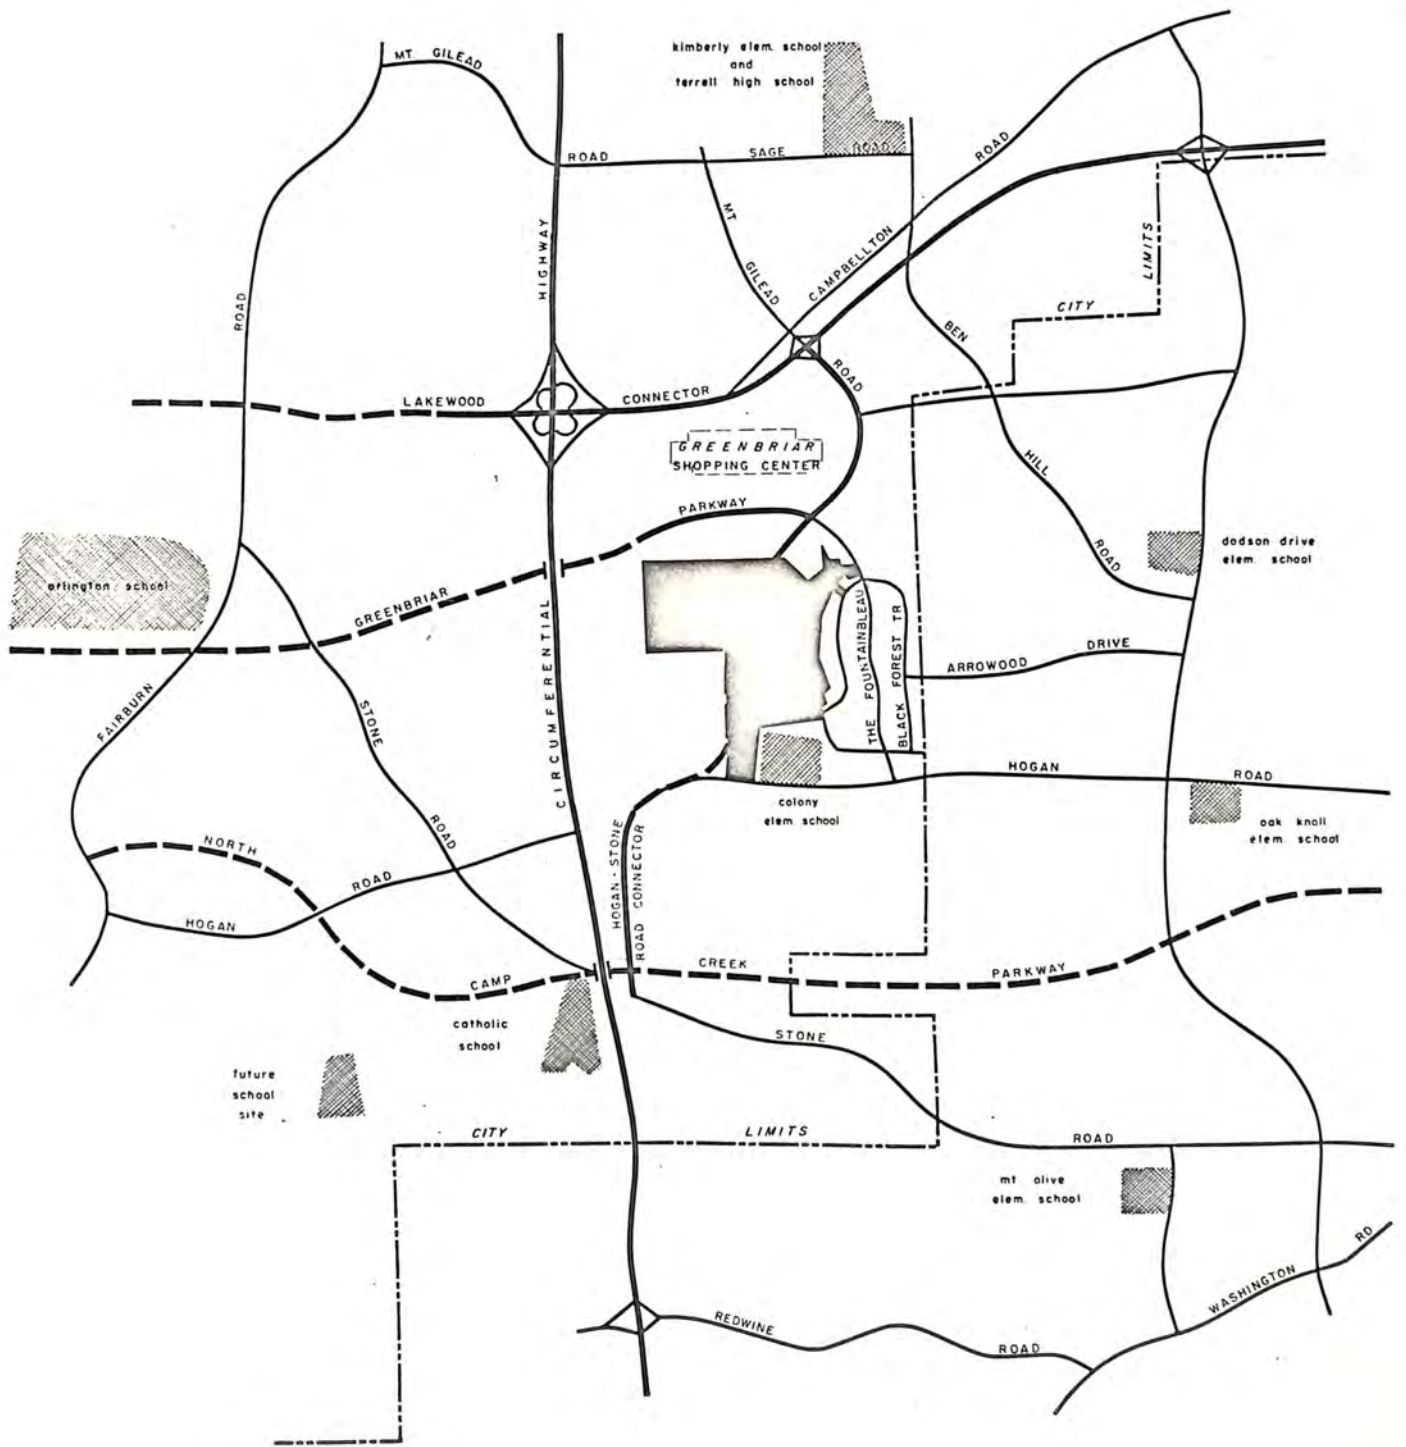 MT. GILEAD
kimberly elem. school
and
terrell high school
ROAD
SAGE
ROAD
ROAD
MT
GILEAD
HIGHWAY
CAMPBELLTON
LIMITS
CITY
ROAD
BEN
ROAD
LAKEWOOD
CONNECTOR
GREENBRIAR
SHOPPING CENTER
HILL
ROAD
PARKWAY
dodson drive
elem. school
arlington school
GREENBRIAR
CIRCUMFERENTIAL
THE FOUNTAINBLEAU
BLACK FOREST TR
ARROWOOD
DRIVE
FAIRBURN
STONE
HOGAN
ROAD
colony
elem. school
oak knoll
elem. school
NORTH
ROAD
ROAD
HOGAN
HOGAN - STONE
ROAD CONNECTOR
CAMP
CREEK
PARKWAY
catholic
school
STONE
future
school
site
CITY
LIMITS
ROAD
mt olive
elem. school
REDWINE
ROAD
WASHINGTON
RD